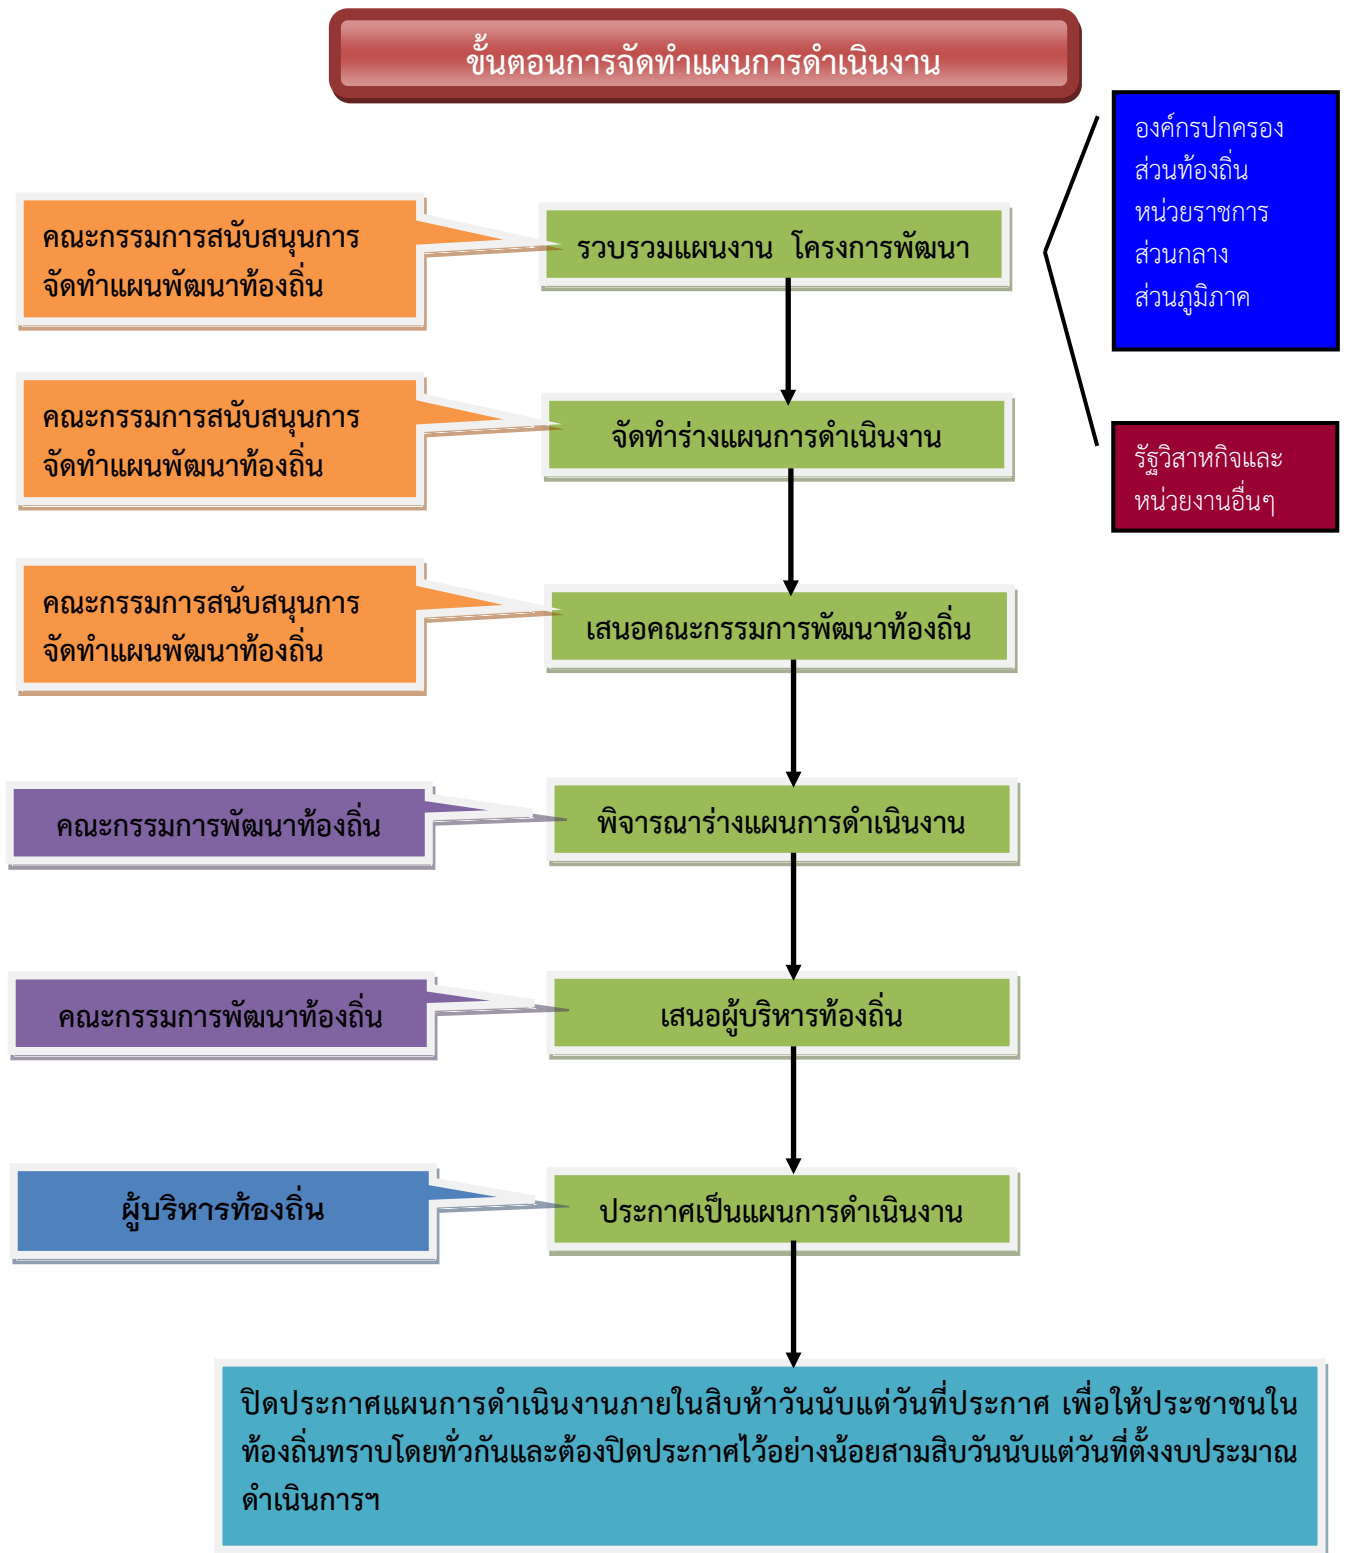 ขั้นตอนการจัดทำแผนการดำเนินงาน
องค์กรปกครอง
ส่วนท้องถิ่น
หน่วยราชการ
ส่วนกลาง
ส่วนภูมิภาค
คณะกรรมการสนับสนุนการ
จัดทำแผนพัฒนาท้องถิ่น
รวบรวมแผนงาน โครงการพัฒนา
คณะกรรมการสนับสนุนการ
จัดทำแผนพัฒนาท้องถิ่น
จัดทำร่างแผนการดำเนินงาน
รัฐวิสาหกิจและ
หน่วยงานอื่นๆ
คณะกรรมการสนับสนุนการ
จัดทำแผนพัฒนาท้องถิ่น
เสนอคณะกรรมการพัฒนาท้องถิ่น
คณะกรรมการพัฒนาท้องถิ่น
พิจารณาร่างแผนการดำเนินงาน
คณะกรรมการพัฒนาท้องถิ่น
เสนอผู้บริหารท้องถิ่น
ผู้บริหารท้องถิ่น
ประกาศเป็นแผนการดำเนินงาน
ปิดประกาศแผนการดำเนินงานภายในสิบห้าวันนับแต่วันที่ประกาศ เพื่อให้ประชาชนใน
ท้องถิ่นทราบโดยทั่วกันและต้องปิดประกาศไว้อย่างน้อยสามสิบวันนับแต่วันที่ตั้งงบประมาณ
ดำเนินการฯ